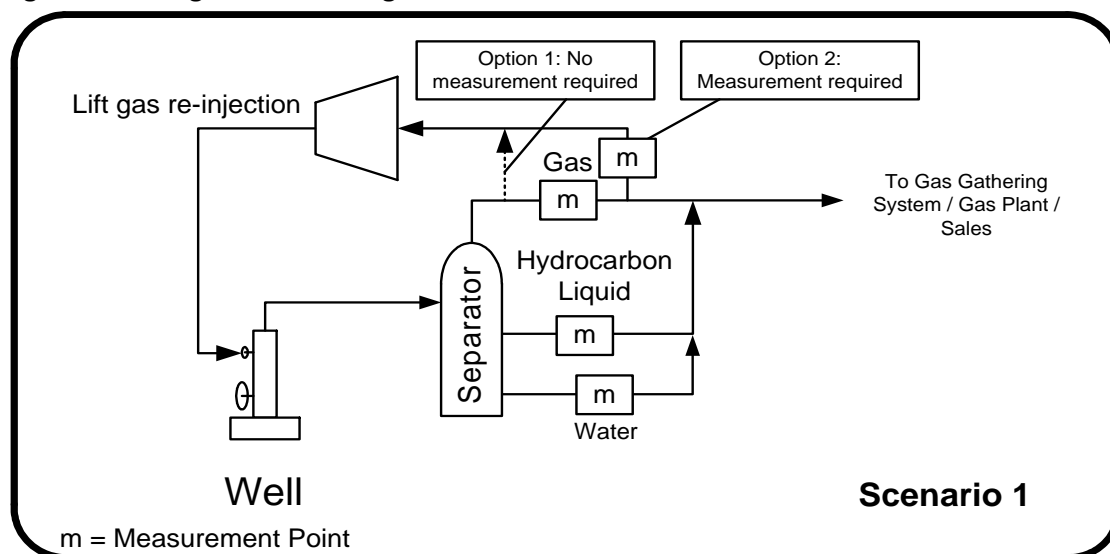 Option 1: No
measurement required
Option 2:
Measurement required
Lift gas re-injection
Gas
m
m
To Gas Gathering
System / Gas Plant /
Sales
Hydrocarbon
Liquid
Separator
m
m
Water
Well
Scenario 1
m = Measurement Point